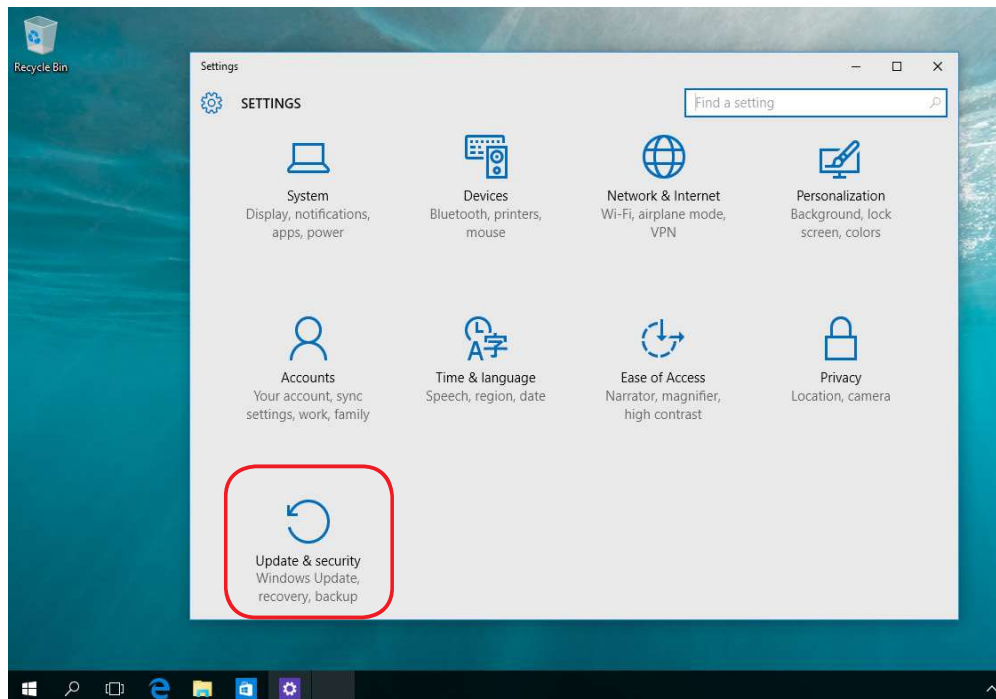 Recycle Bin
Settings
SETTINGS
Find a setting
System
Display, notifications,
apps, power
Devices
Bluetooth, printers,
mouse
Network & Internet
Wi-Fi, airplane mode,
VPN
Personalization
Background, lock
screen, colors
Accounts
Your account, sync
settings, work, family
Time & language
Speech, region, date
Ease of Access
Narrator, magnifier,
high contrast
Privacy
Location, camera
Update & security
Windows Update,
recovery, backup